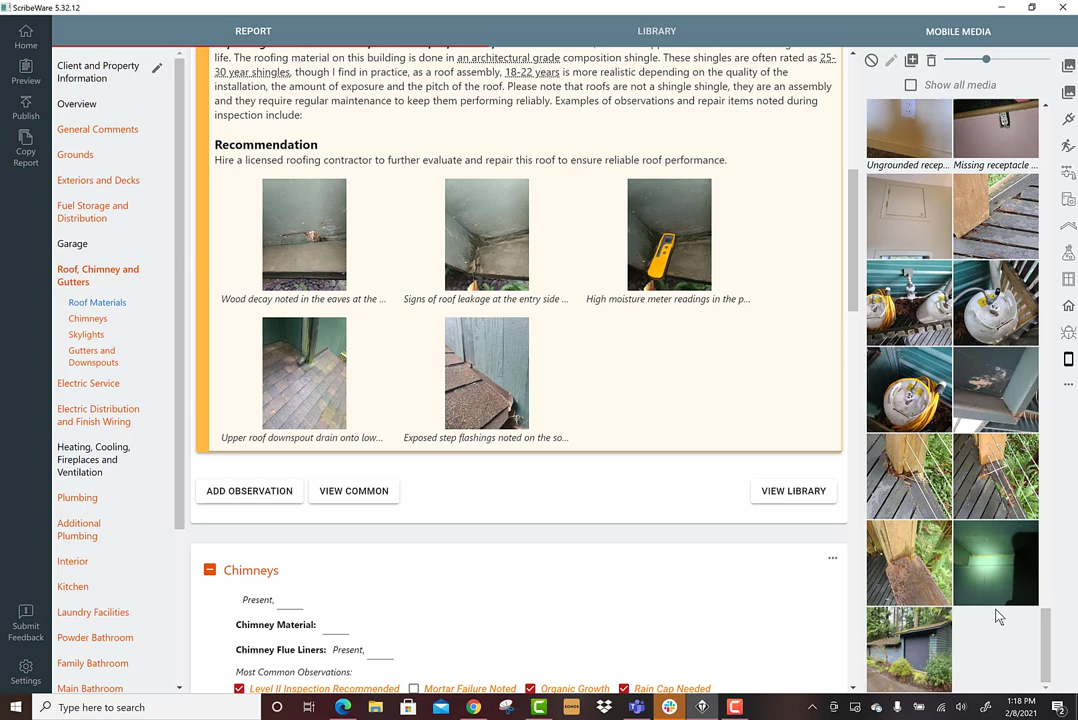 ScribeWare 5.32.12
REPORT
LIBRARY
MOBILE MEDIA
Home
Preview
Publish
Copy
Report
Submit
Feedback
Settings
Client and Property
Information
Overview
General Comments
Grounds
Exteriors and Decks
Fuel Storage and
Distribution
Garage
Roof, Chimney and
Gutters
Roof Materials
Chimneys
Skylights
Gutters and
Downspouts
Electric Service
Electric Distribution
and Finish Wiring
Heating, Cooling,
Fireplaces and
Ventilation
Plumbing
Additional
Plumbing
Interior
Kitchen
Laundry Facilities
Powder Bathroom
Family Bathroom
Main Bathroom
life. The roofing material on this building is done in an architectural grade composition shingle. These shingles are often rated as 25-
30 year shingles, though I find in practice, as a roof assembly, 18-22 years is more realistic depending on the quality of the
installation, the amount of exposure and the pitch of the roof. Please note that roofs are not a shingle shingle, they are an assembly
and they require regular maintenance to keep them performing reliably. Examples of observations and repair items noted during
inspection include:
Recommendation
Hire a licensed roofing contractor to further evaluate and repair this roof to ensure reliable roof performance.
Wood decay noted in the eaves at the ...
Signs of roof leakage at the entry side ...
High moisture meter readings in the p...
Upper roof downspout drain onto low...
Exposed step flashings noted on the so...
ADD OBSERVATION
VIEW COMMON
VIEW LIBRARY
Chimneys
Present,
Chimney Material:
Chimney Flue Liners: Present,
Most Common Observations:
Level II Inspection Recommended
Mortar Failure Noted
Organic Growth
Rain Cap Needed
Show all media
Ungrounded recep...
Missing receptacle ...
Type here to search
SONOS
1:18 PM
2/8/2021
2